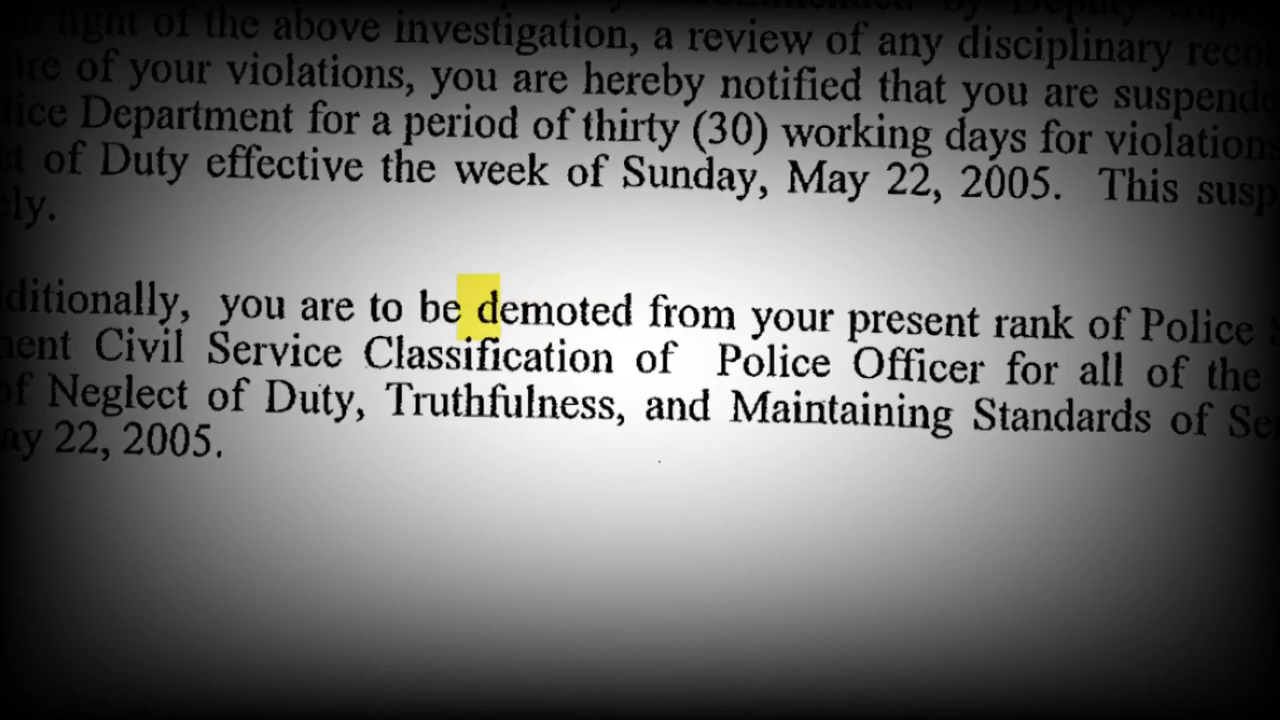 light of the above investigation, a review of any disciplinary
of your violations, you are hereby notified that you are
Department for a period of thirty (30) working days for violations
of Duty effective the week of Sunday, May 22, 2005. This

you are to be demoted from your present rank of Police
Civil Service Classification of Police Officer for all of the
of Neglect of Duty, Truthfulness, and Maintaining Standards of
22, 2005.